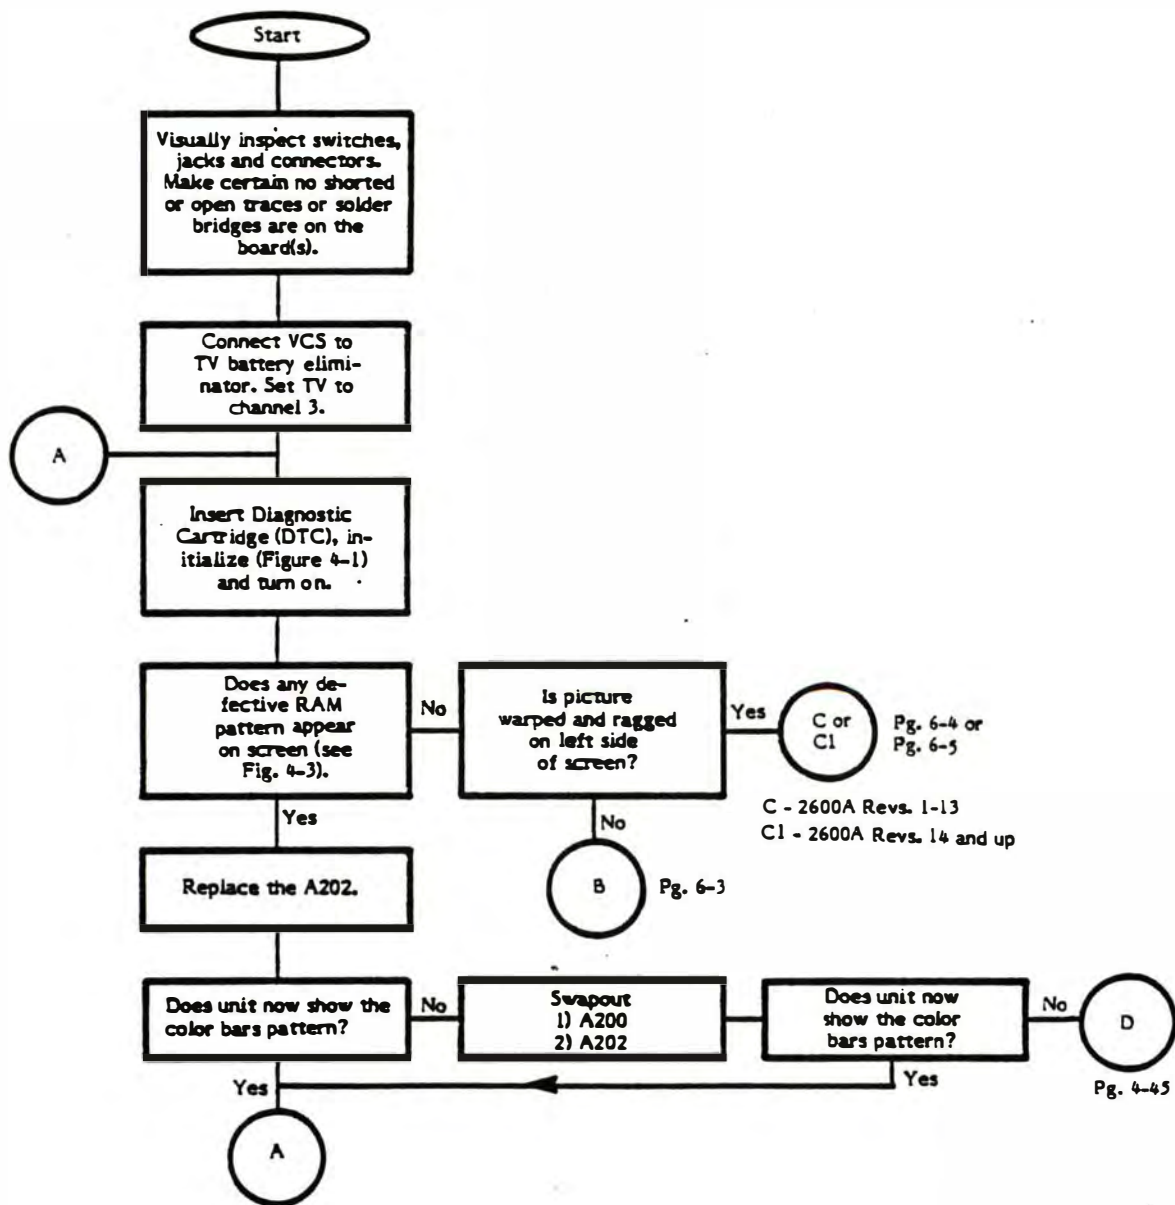 Start
Visually inspect switches,
jacks and connectors.
Make certain no shorted
or open traces or solder
bridges are on the
board(s).
Connect VCS to
TV battery elimi-
nator. Set TV to
channel 3.
A
Insert Diagnostic
Cartridge (DTC), in-
itialize (Figure 4-1)
and turn on.
Does any de-
fective RAM
pattern appear
on screen (see
Fig. 4-3).
No
Is picture
warped and ragged
on left side
of screen?
Yes
C or
C1
Pg. 6-4 or
Pg. 6-5
C - 2600A Revs. 1-13
C1 - 2600A Revs. 14 and up
Yes
No
Replace the A202.
B
Pg. 6-3
Does unit now show the
color bars pattern?
No
Swapout
1) A200
2) A202
Does unit now
show the color
bars pattern?
No
D
Pg. 4-45
Yes
Yes
A